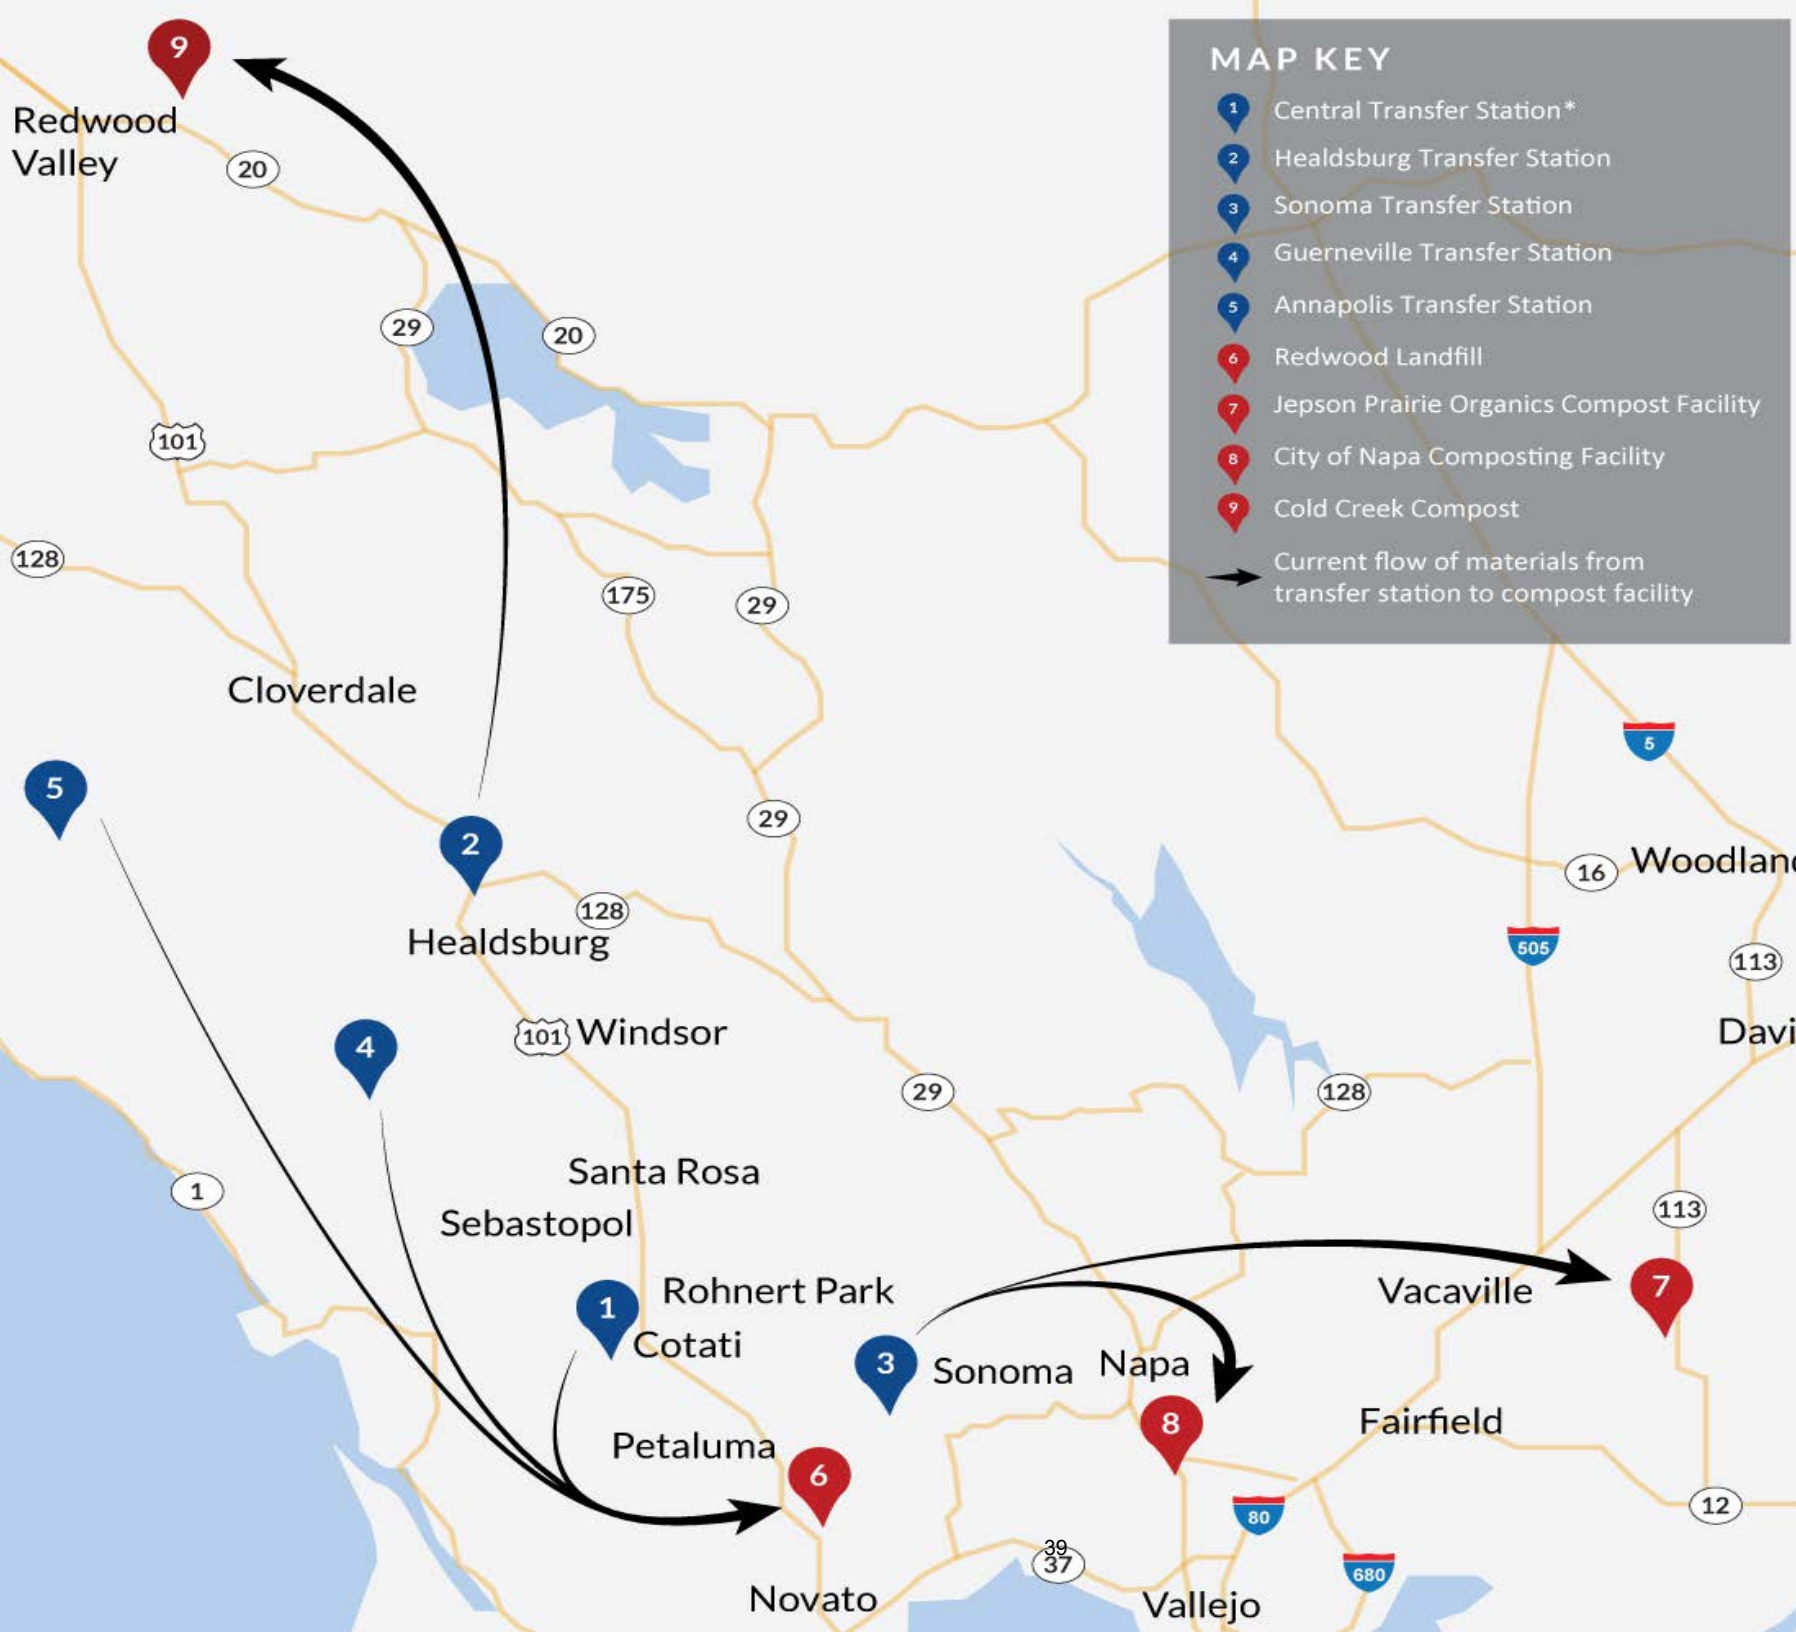 MAP KEY
1 Central Transfer Station*
2 Healdsburg Transfer Station
3 Sonoma Transfer Station
4 Guerneville Transfer Station
5 Annapolis Transfer Station
6 Redwood Landfill
7 Jepson Prairie Organics Compost Facility
8 City of Napa Composting Facility
9 Cold Creek Compost
Current flow of materials from
transfer station to compost facility
9
Redwood
Valley
20
29
20
101
128
175
29
Cloverdale
5
5
2
29
16
Woodland
128
Healdsburg
505
113
4
101
Windsor
Davi
29
128
1
Santa Rosa
113
Sebastopol
1
Rohnert Park
Vacaville
7
Cotati
3
Sonoma
Napa
8
Fairfield
Petaluma
6
80
12
39
37
680
Novato
Vallejo